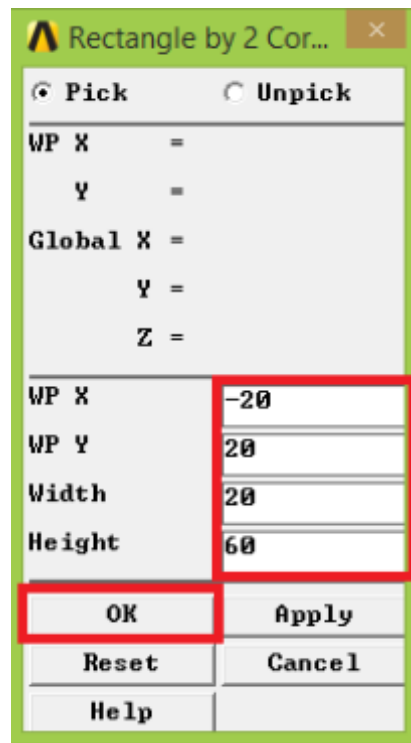 Rectangle by 2 Cor...
Pick Unpick
WP X =
Y =
Global X =
Y =
Z =
WP X -20
WP Y 20
Width 20
Height 60
OK Apply
Reset Cancel
Help